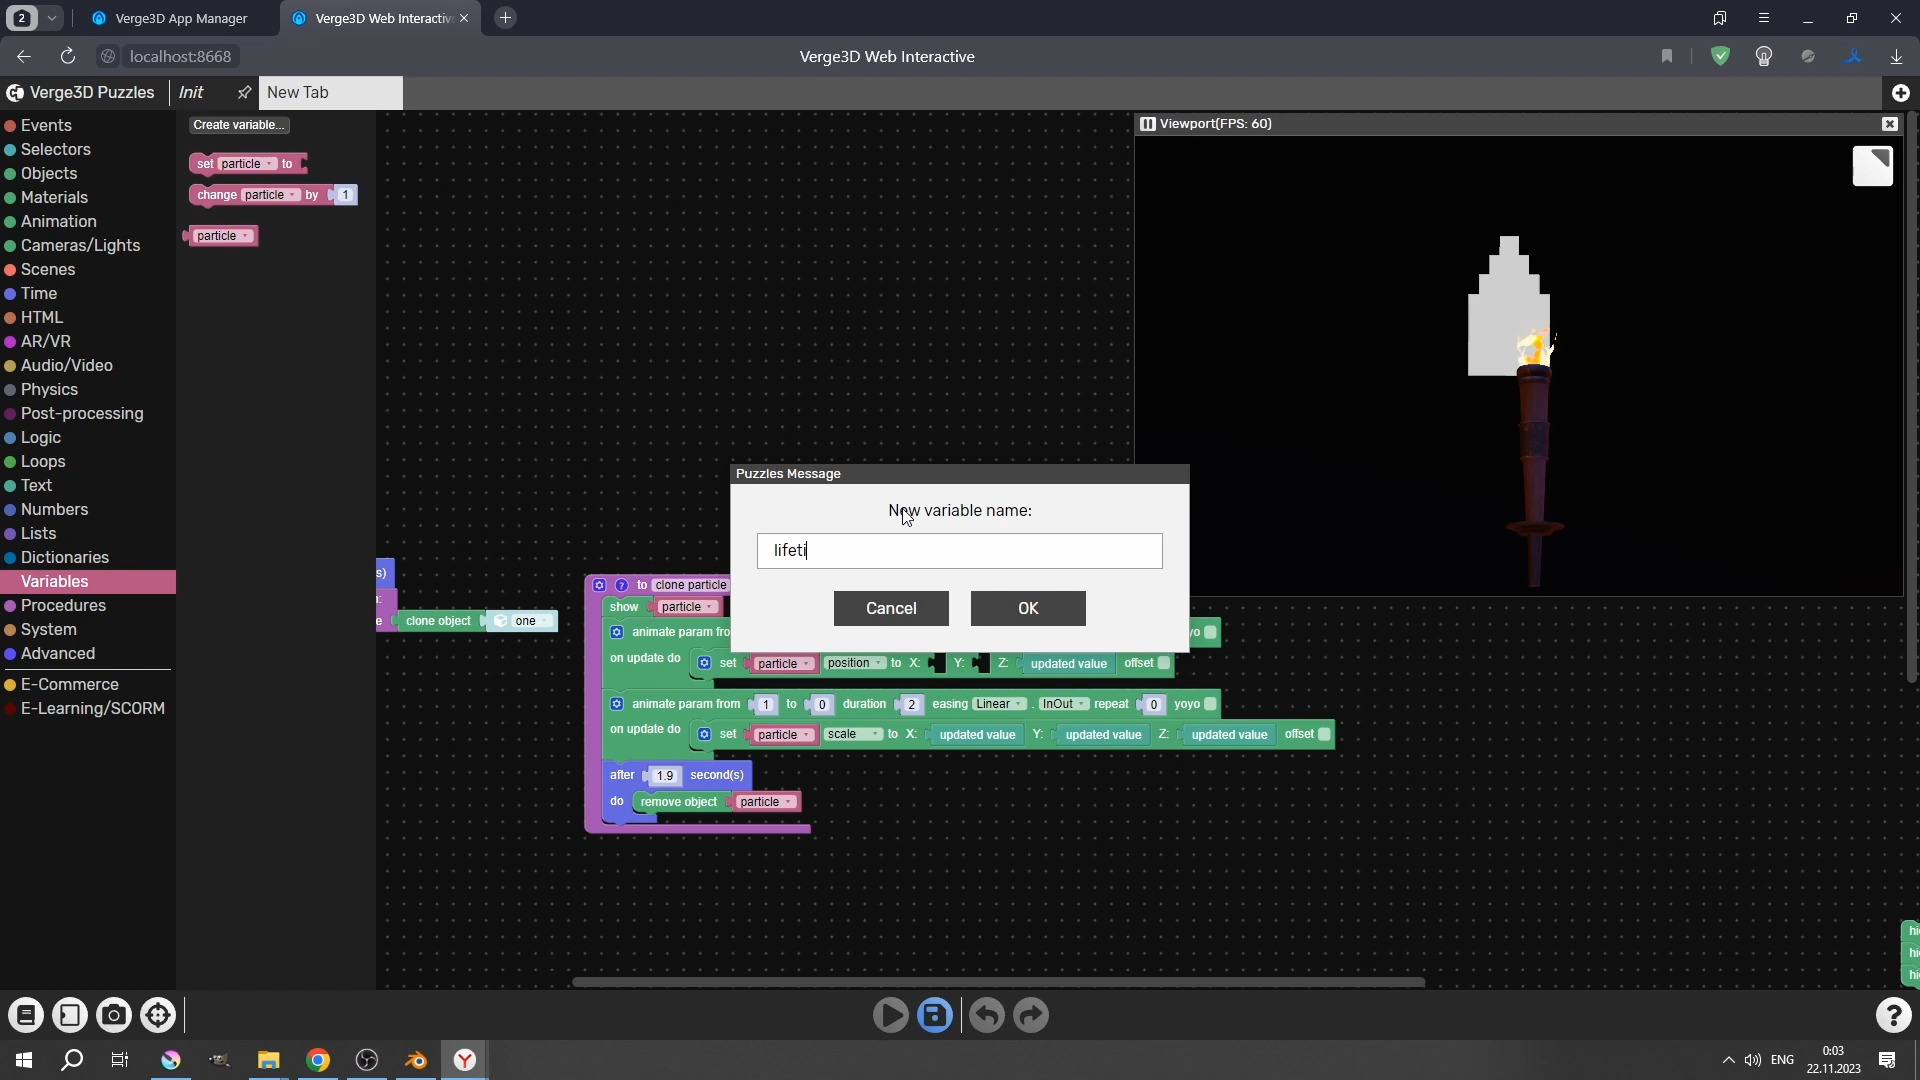 2
Verge3D App Manager
Verge3D Web Interactiv
localhost:8668
Verge3D Web Interactive
Verge3D Puzzles
Init
New Tab
Events
Selectors
Objects
Materials
Animation
Cameras/Lights
Scenes
Time
HTML
AR/VR
Audio/Video
Physics
Post-processing
Logic
Loops
Text
Numbers
Lists
Dictionaries
Variables
Procedures
System
Advanced
E-Commerce
E-Learning/SCORM
Create variable...
set particle to
change particle by 1
particle
Viewport(FPS: 60)
Puzzles Message
New variable name:
lifeti
Cancel
OK
s)
:
e clone object one
? to clone particle
show particle
animate param fro
yo
on update do set particle position to X: Y: Z: updated value offset
animate param from 1 to 0 duration 2 easing Linear . InOut repeat 0 yoyo
on update do set particle scale to X: updated value Y: updated value Z: updated value offset
after 1.9 second(s)
do remove object particle
hi
hi
hi
?
ENG
0:03
22.11.2023